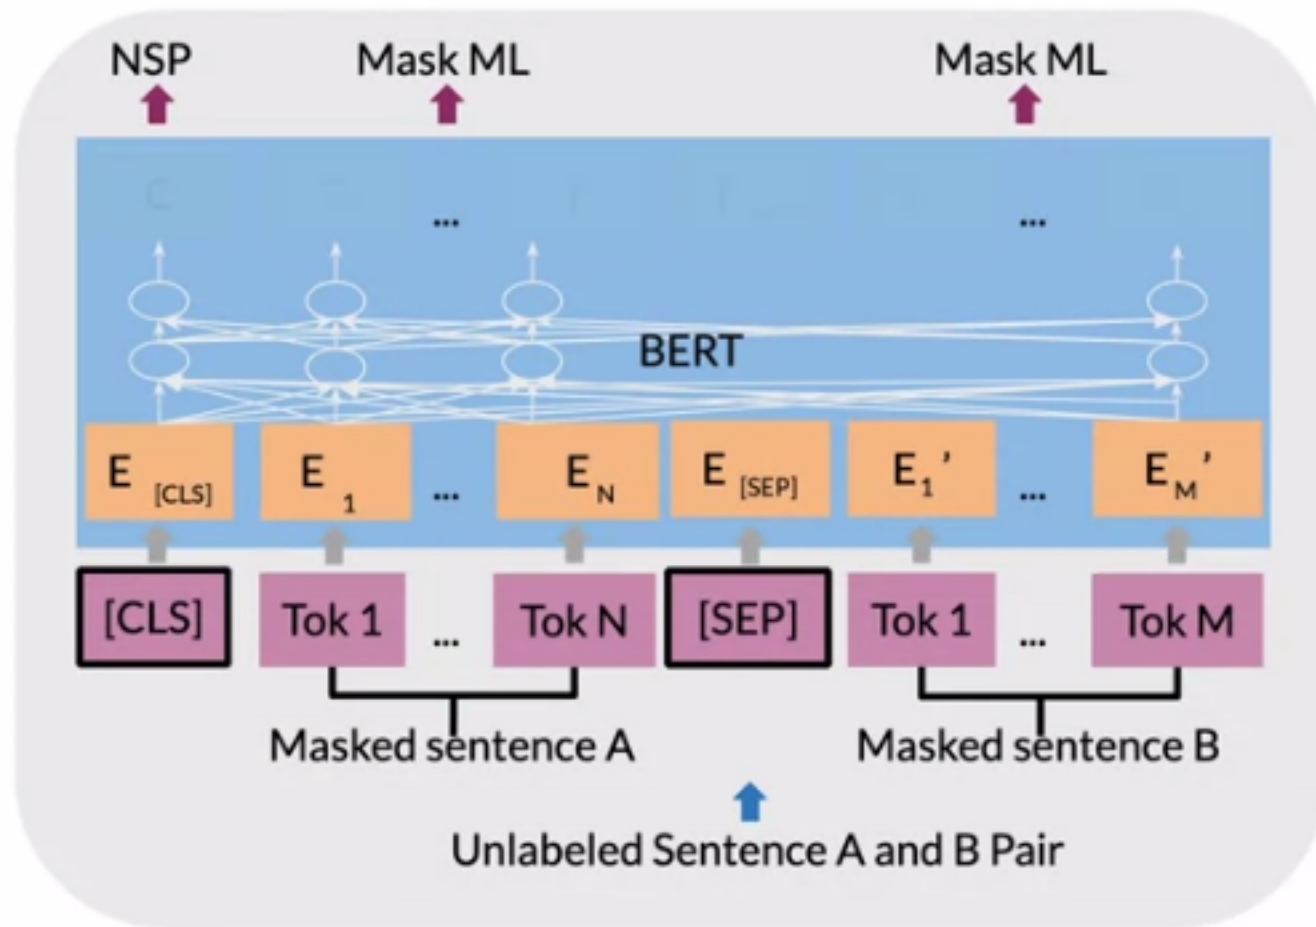 NSP Mask ML Mask ML
... ...
BERT
E [CLS] E 1 ... E N E [SEP] E 1 ’ ... E M ’
[CLS] Tok 1 ... Tok N [SEP] Tok 1 ... Tok M
Masked sentence A Masked sentence B
Unlabeled Sentence A and B Pair